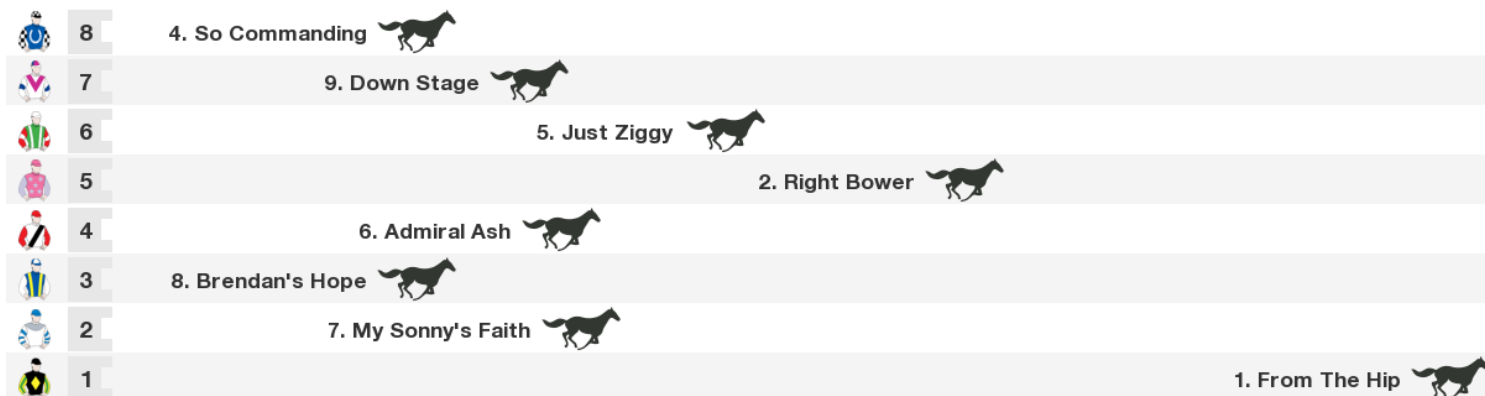 8 4. So Commanding
7 9. Down Stage
6 5. Just Ziggy
5 2. Right Bower
4 6. Admiral Ash
3 8. Brendan's Hope
2 7. My Sonny's Faith
1 1. From The Hip